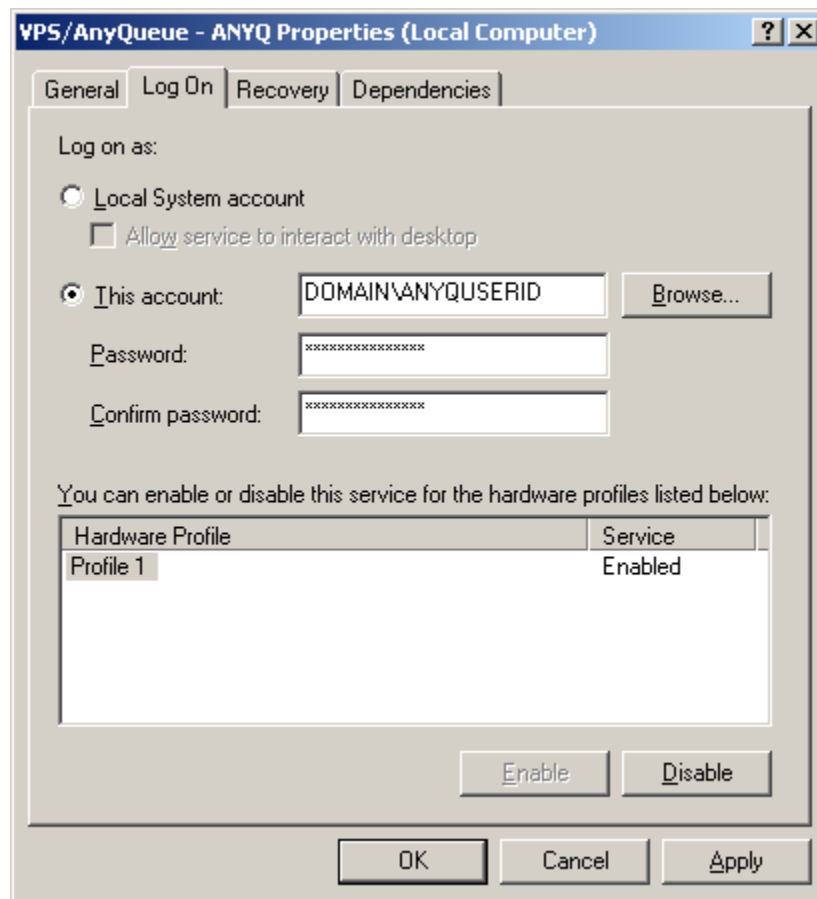 VPS/AnyQueue - ANYQ Properties (Local Computer)
General Log On Recovery Dependencies
Log on as:
Local System account
Allow service to interact with desktop
This account: DOMAIN\ANYQUSERID Browse...
Password: ***************
Confirm password: ***************
You can enable or disable this service for the hardware profiles listed below:
Hardware Profile Service
Profile 1 Enabled
Enable Disable
OK Cancel Apply